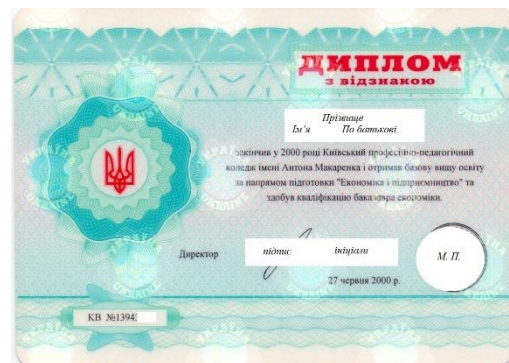 ДИПЛОМ
з відзнакою
Прізвище
Ім'я По батькові
закінчив у 2000 році Київський професійно-педагогічний
коледж імені Антона Макаренка і отримав базову вищу освіту
за напрямом підготовки "Економіка і підприємництво" та
здобув кваліфікацію бакалавра економіки.
Директор підпис ініціали М. П.
27 червня 2000 р.
КВ №1394
УКРАЇНА
UKRAINE